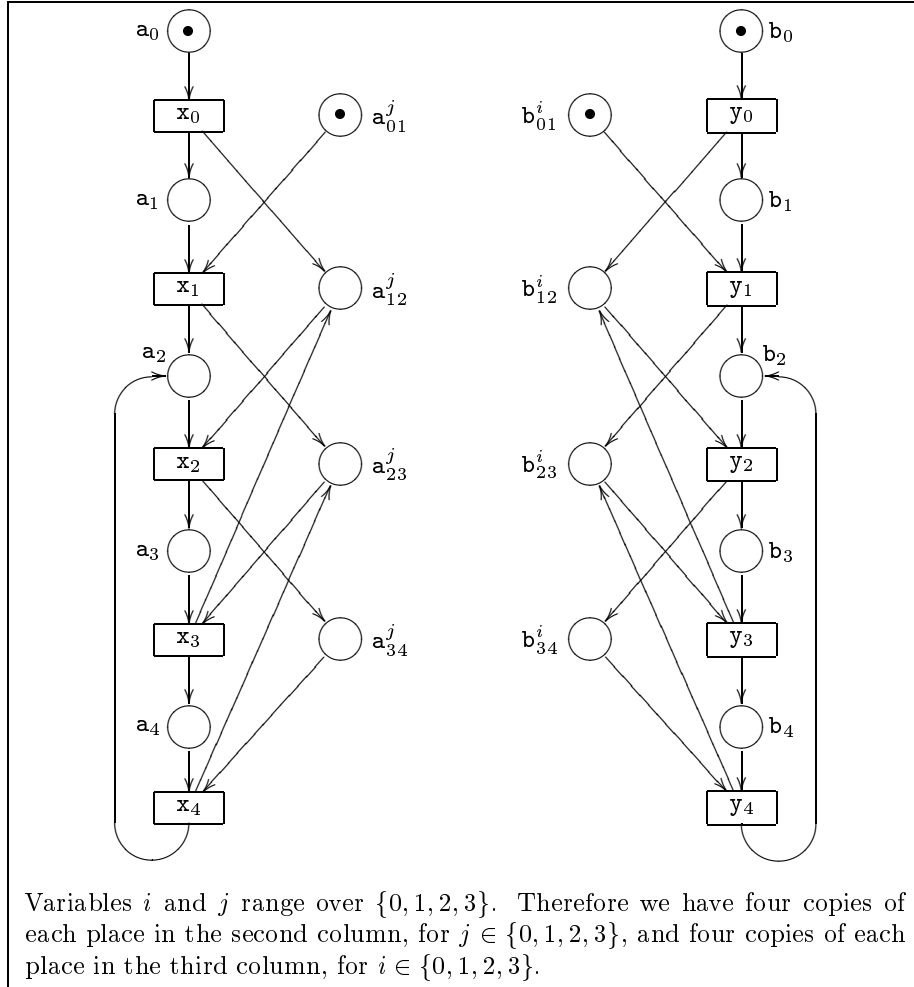 a₀ b₀
x₀ a₀₁ʲ b₀₁ⁱ y₀
a₁ b₁
x₁ a₁₂ʲ b₁₂ⁱ y₁
a₂ b₂
x₂ a₂₃ʲ b₂₃ⁱ y₂
a₃ b₃
x₃ a₃₄ʲ b₃₄ⁱ y₃
a₄ b₄
x₄ y₄
Variables i and j range over {0, 1, 2, 3}. Therefore we have four copies of
each place in the second column, for j ∈ {0, 1, 2, 3}, and four copies of each
place in the third column, for i ∈ {0, 1, 2, 3}.